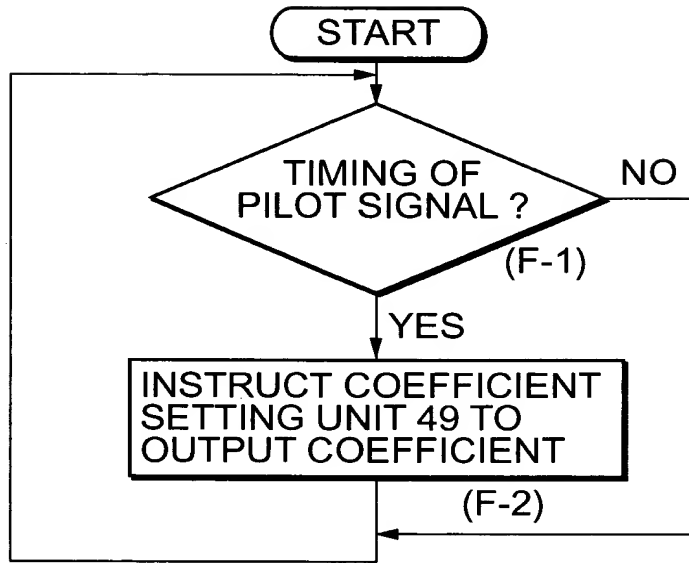 START
TIMING OF
PILOT SIGNAL ?
NO
(F-1)
YES
INSTRUCT COEFFICIENT
SETTING UNIT 49 TO
OUTPUT COEFFICIENT
(F-2)